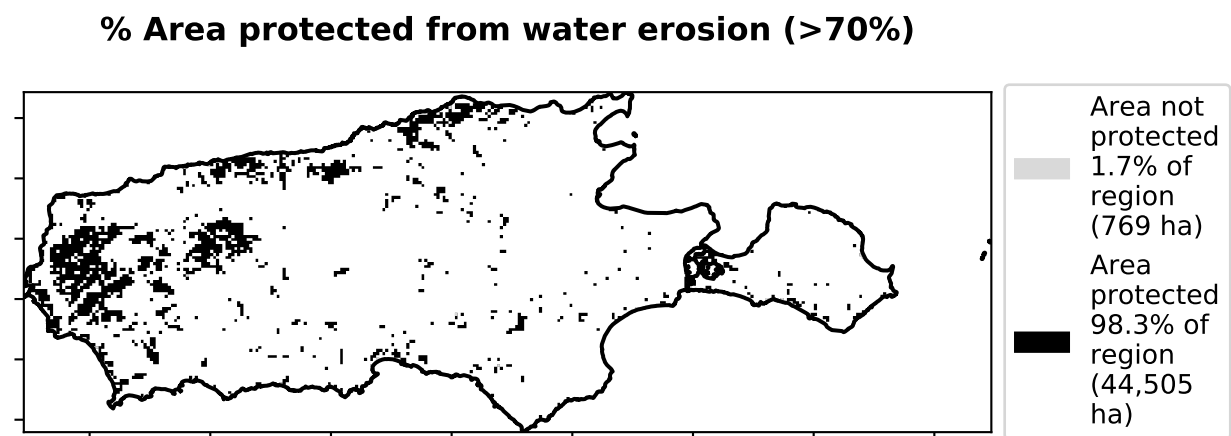 % Area protected from water erosion (>70%)
Area not
protected
1.7% of
region
(769 ha)
Area
protected
98.3% of
region
(44,505
ha)